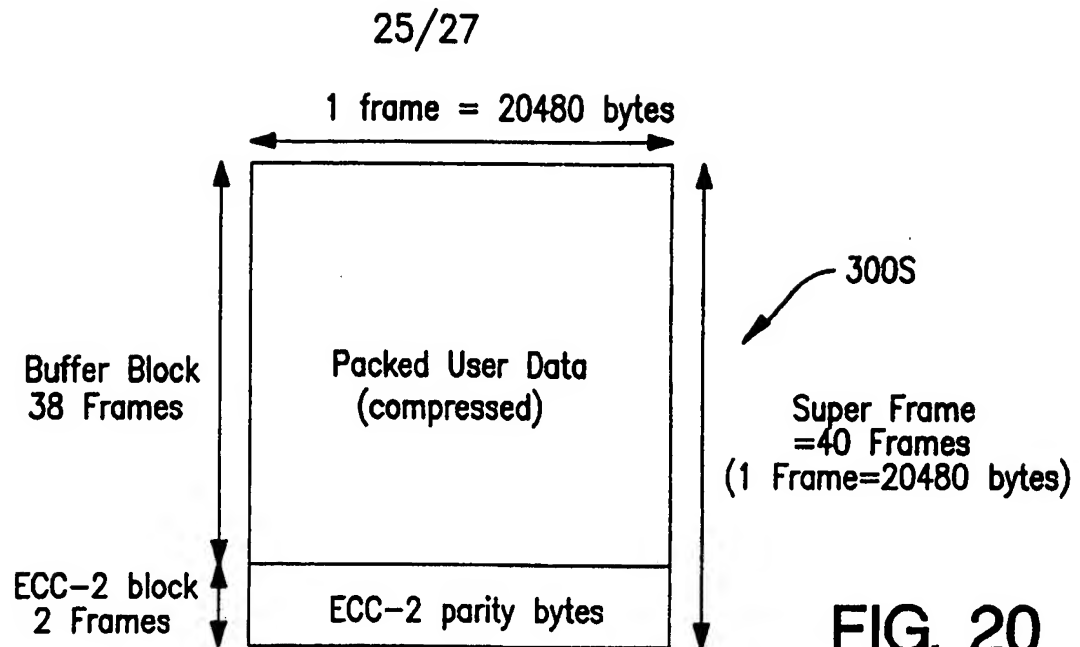 25/27
1 frame = 20480 bytes
300S
Buffer Block
38 Frames
Packed User Data
(compressed)
Super Frame
=40 Frames
(1 Frame=20480 bytes)
ECC-2 block
2 Frames
ECC-2 parity bytes
FIG. 20